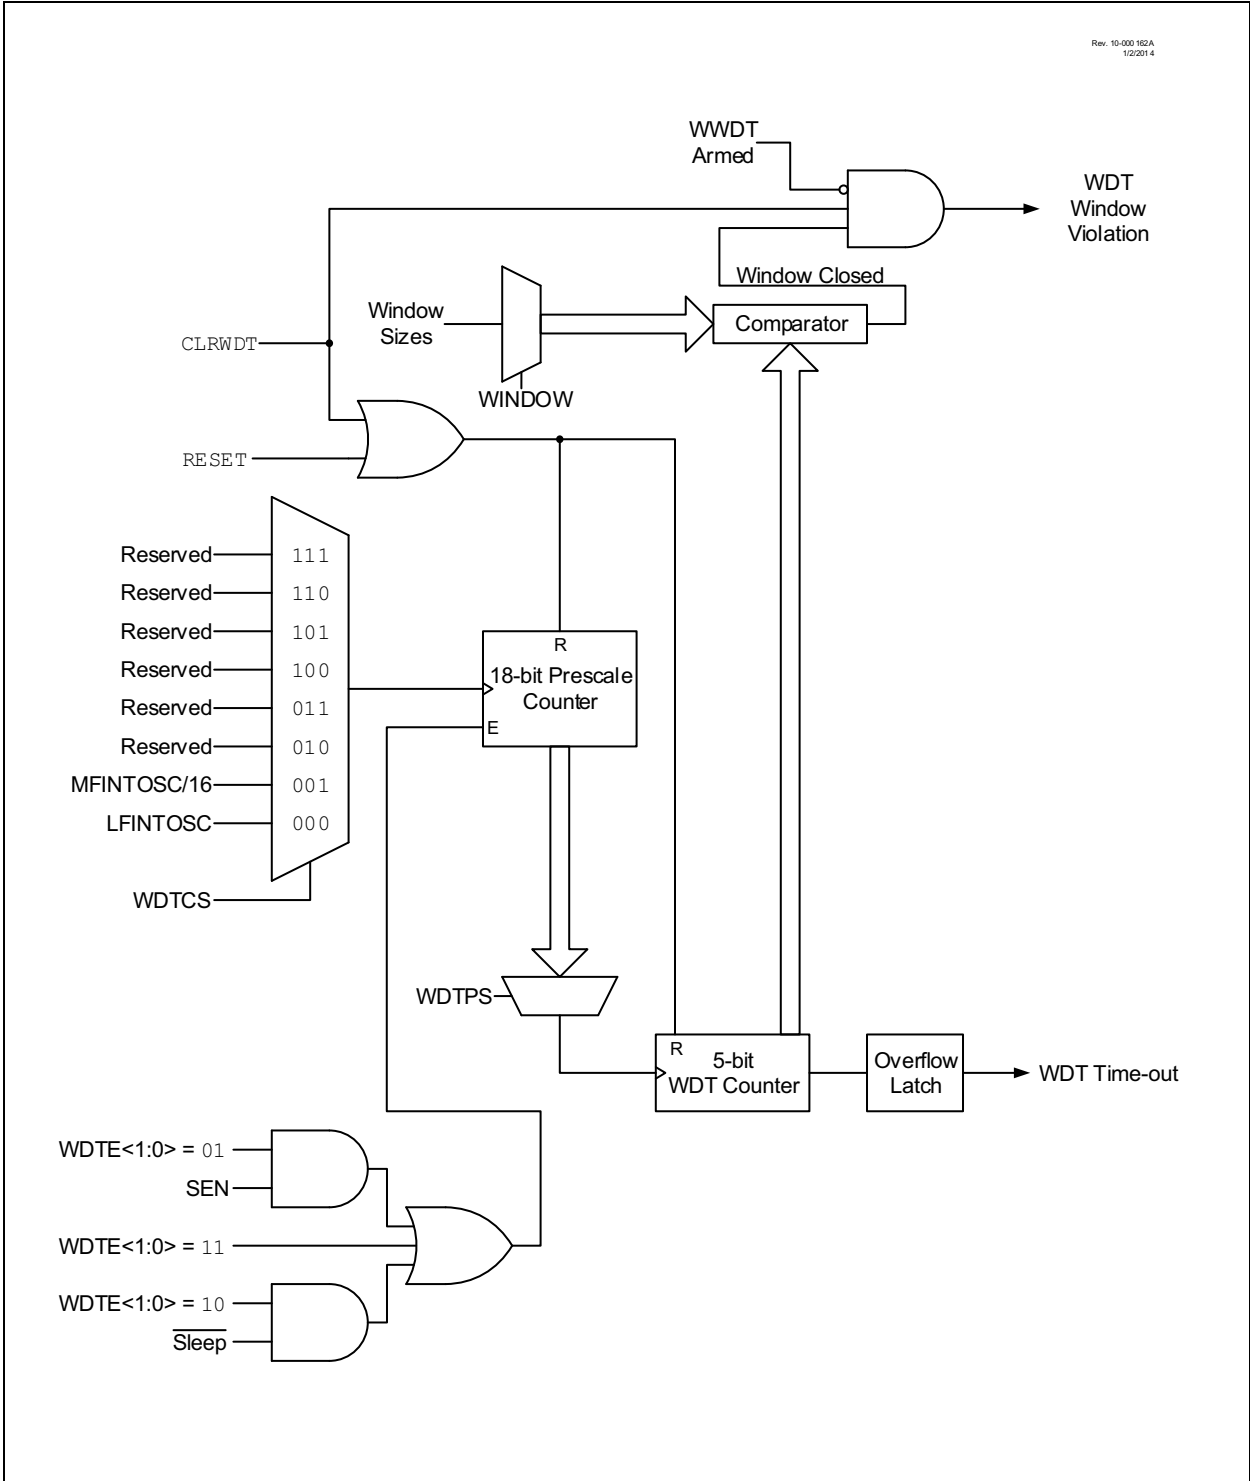 Rev. 10-000 162A
1/2/201 4
WWDT
Armed
WDT
Window
Violation
Window Closed
Window
Sizes
Comparator
CLRWDT
WINDOW
RESET
Reserved 111
Reserved 110
Reserved 101
Reserved 100
Reserved 011
Reserved 010
MFINTOSC/16 001
LFINTOSC 000
WDTCS
R
18-bit Prescale
Counter
E
WDTPS
R
5-bit
WDT Counter
Overflow
Latch
WDT Time-out
WDTE<1:0> = 01
SEN
WDTE<1:0> = 11
WDTE<1:0> = 10
Sleep